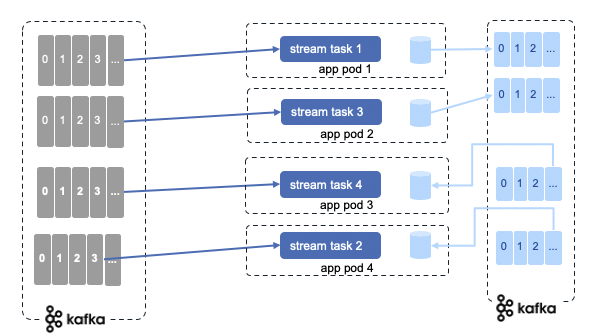 0 1 2 3 ...
stream task 1
app pod 1
0 1 2 ...
0 1 2 3 ...
stream task 3
app pod 2
0 1 2 ...
0 1 2 3 ...
stream task 4
app pod 3
0 1 2 ...
0 1 2 3 ...
stream task 2
app pod 4
0 1 2 ...
kafka
kafka